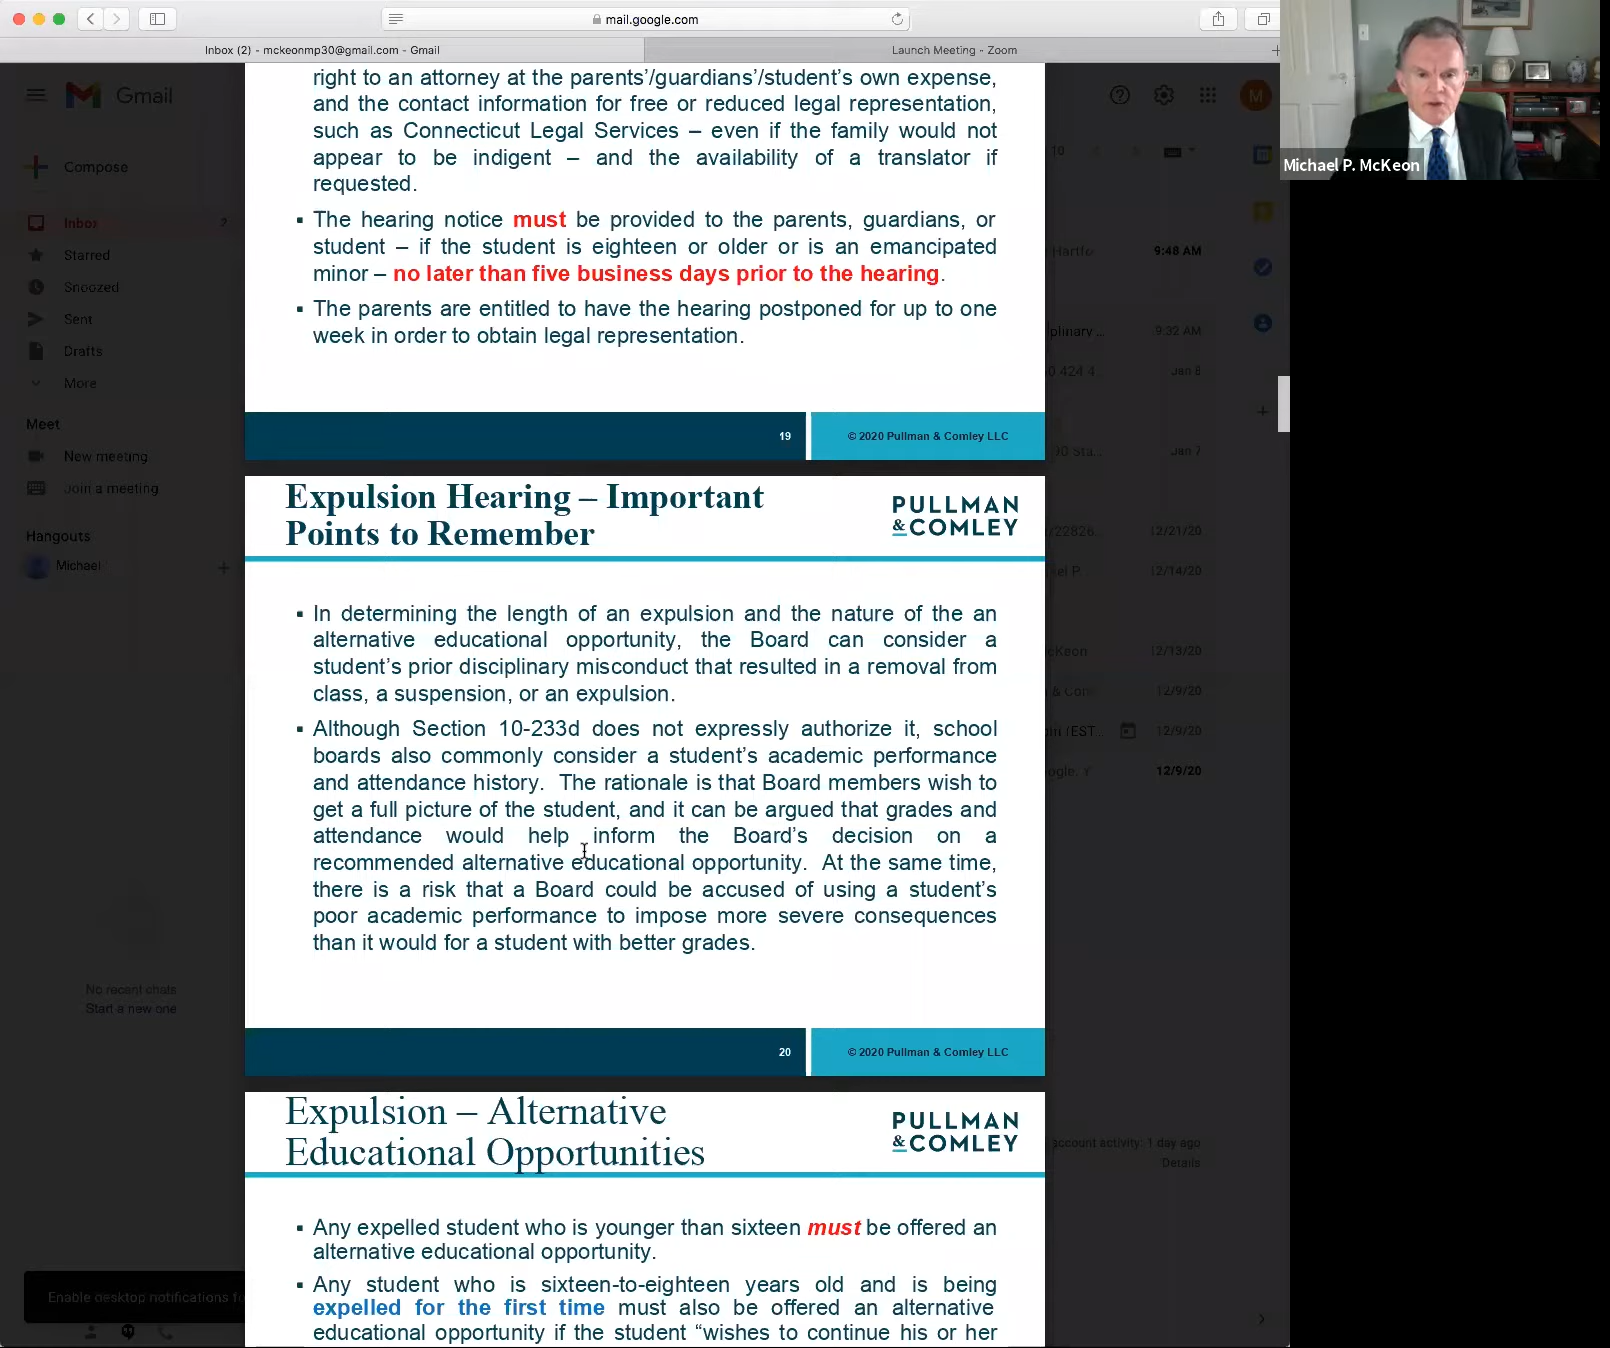 mail.google.com
Inbox (2) - mckeonmp30@gmail.com - Gmail
Launch Meeting - Zoom
Michael P. McKeon
Gmail
M
Compose
Inbox
2
Starred
Snoozed
Sent
Drafts
More
Meet
New meeting
Join a meeting
Hangouts
Michael
No recent chats
Start a new one
Enable desktop notifications
right to an attorney at the parents’/guardians’/student’s own expense,
and the contact information for free or reduced legal representation,
such as Connecticut Legal Services – even if the family would not
appear to be indigent – and the availability of a translator if
requested.
▪ The hearing notice must be provided to the parents, guardians, or
student – if the student is eighteen or older or is an emancipated
minor – no later than five business days prior to the hearing.
▪ The parents are entitled to have the hearing postponed for up to one
week in order to obtain legal representation.
19
© 2020 Pullman & Comley LLC
Expulsion Hearing – Important
Points to Remember
PULLMAN
&COMLEY
▪ In determining the length of an expulsion and the nature of the an
alternative educational opportunity, the Board can consider a
student’s prior disciplinary misconduct that resulted in a removal from
class, a suspension, or an expulsion.
▪ Although Section 10-233d does not expressly authorize it, school
boards also commonly consider a student’s academic performance
and attendance history. The rationale is that Board members wish to
get a full picture of the student, and it can be argued that grades and
attendance would help inform the Board’s decision on a
recommended alternative educational opportunity. At the same time,
there is a risk that a Board could be accused of using a student’s
poor academic performance to impose more severe consequences
than it would for a student with better grades.
20
© 2020 Pullman & Comley LLC
Expulsion – Alternative
Educational Opportunities
PULLMAN
&COMLEY
▪ Any expelled student who is younger than sixteen must be offered an
alternative educational opportunity.
▪ Any student who is sixteen-to-eighteen years old and is being
expelled for the first time must also be offered an alternative
educational opportunity if the student “wishes to continue his or her
9:48 AM
plinary ...
9:32 AM
Jan 8
Jan 7
/22826
12/21/20
el P.
12/14/20
cKeon
12/13/20
& Com
12/9/20
(EST...
12/9/20
12/9/20
account activity: 1 day ago
Details